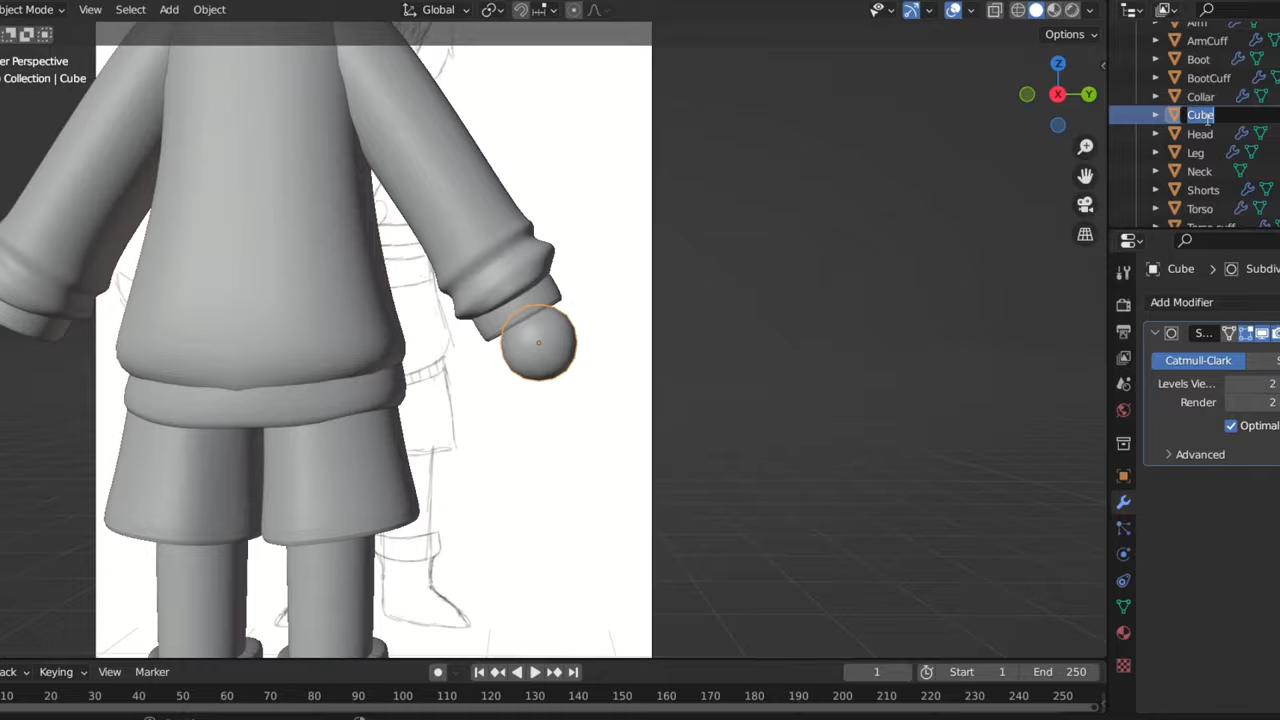 bject Mode View Select Add Object Global
Options
er Perspective
Collection | Cube
Z
X Y
Arm
ArmCuff
Boot
BootCuff
Collar
Cube
Head
Leg
Neck
Shorts
Torso
Cube > Subdiv
Add Modifier
S...
Catmull-Clark S
Levels Vie... 2
Render 2
Optimal
Advanced
ack Keying View Marker 1 Start 1 End 250
10 20 30 40 50 60 70 80 90 100 110 120 130 140 150 160 170 180 190 200 210 220 230 240 250